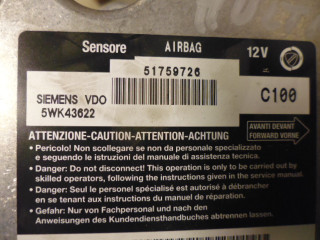 Sensore AIRBAG 12V
51759726
SIEMENS VDO
5WK43622
C100
ATTENZIONE-CAUTION-ATTENTION-ACHTUNG
AVANTI DEVANT
FORWARD VORNE
• Pericolo! Non scollegare se non da personale specializzato
e seguendo le istruzioni del manuale di assistenza tecnica.
• Danger: Do not disconnect! This operation is only to be carried out by
skilled operators, following the instructions given in the service manual.
• Danger: Seul le personel spécialisé est autorisé à débrancher
en se tenant aux instructions du manuel de réparation.
• Gefahr: Nur von Fachpersonal und nach den
Anweisungen des Kundendiensthandbuches abtrennen lassen.